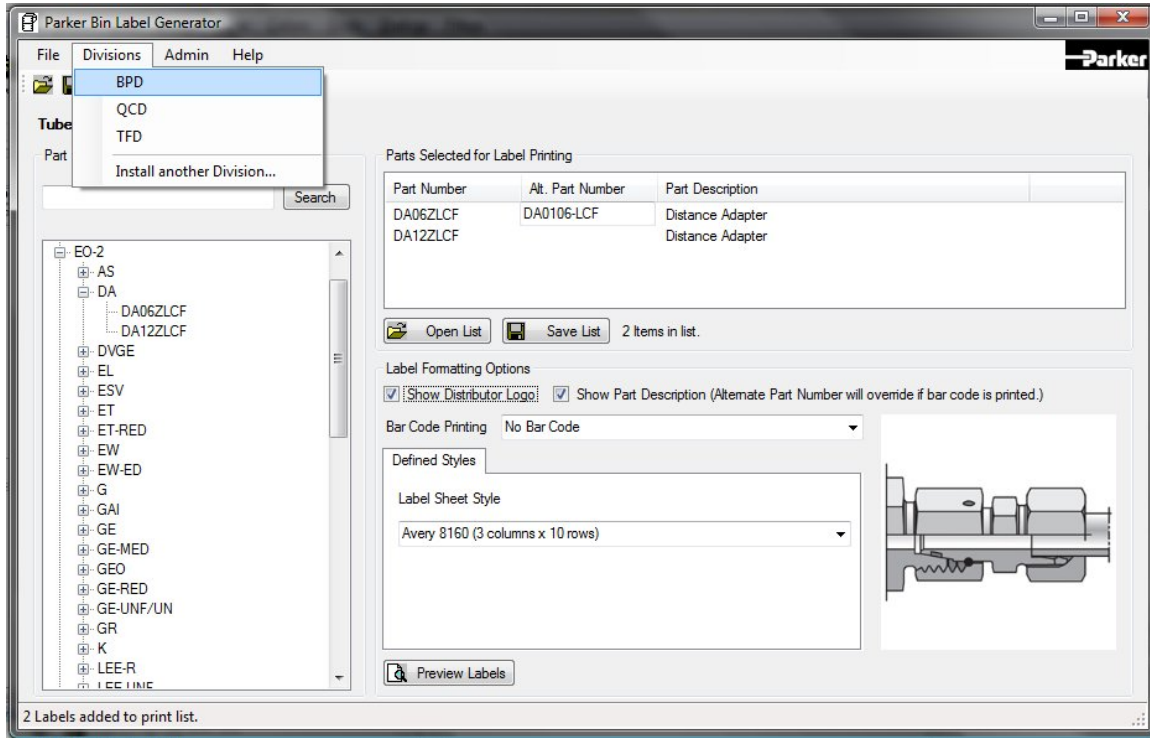 Parker Bin Label Generator
File Divisions Admin Help
Parker
BPD
QCD
TFD
Install another Division...
Tube
Part
Search
EO-2
AS
DA
DA06ZLCF
DA12ZLCF
DVGE
EL
ESV
ET
ET-RED
EW
EW-ED
G
GAI
GE
GE-MED
GEO
GE-RED
GE-UNF/UN
GR
K
LEE-R
LEE-UNF
Parts Selected for Label Printing
Part Number Alt. Part Number Part Description
DA06ZLCF DA0106-LCF Distance Adapter
DA12ZLCF Distance Adapter
Open List Save List 2 Items in list.
Label Formatting Options
Show Distributor Logo Show Part Description (Alternate Part Number will override if bar code is printed.)
Bar Code Printing No Bar Code
Defined Styles
Label Sheet Style
Avery 8160 (3 columns x 10 rows)
Preview Labels
2 Labels added to print list.